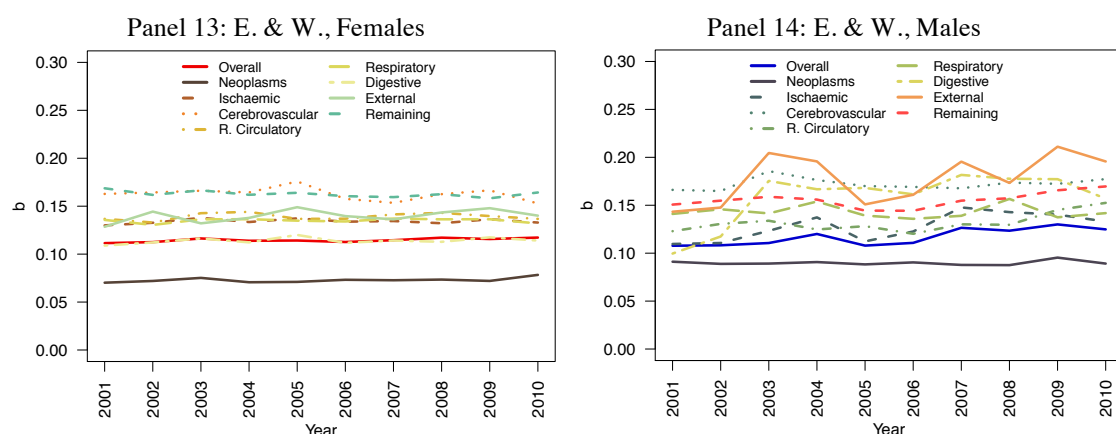 Panel 13: E. & W., Females
0.30
0.25
0.20
0.15
0.10
0.05
0.00
b
Overall
Neoplasms
Ischaemic
Cerebrovascular
R. Circulatory
Respiratory
Digestive
External
Remaining
2001
2002
2003
2004
2005
2006
2007
2008
2009
2010
Year
Panel 14: E. & W., Males
0.30
0.25
0.20
0.15
0.10
0.05
0.00
b
Overall
Neoplasms
Ischaemic
Cerebrovascular
R. Circulatory
Respiratory
Digestive
External
Remaining
2001
2002
2003
2004
2005
2006
2007
2008
2009
2010
Year